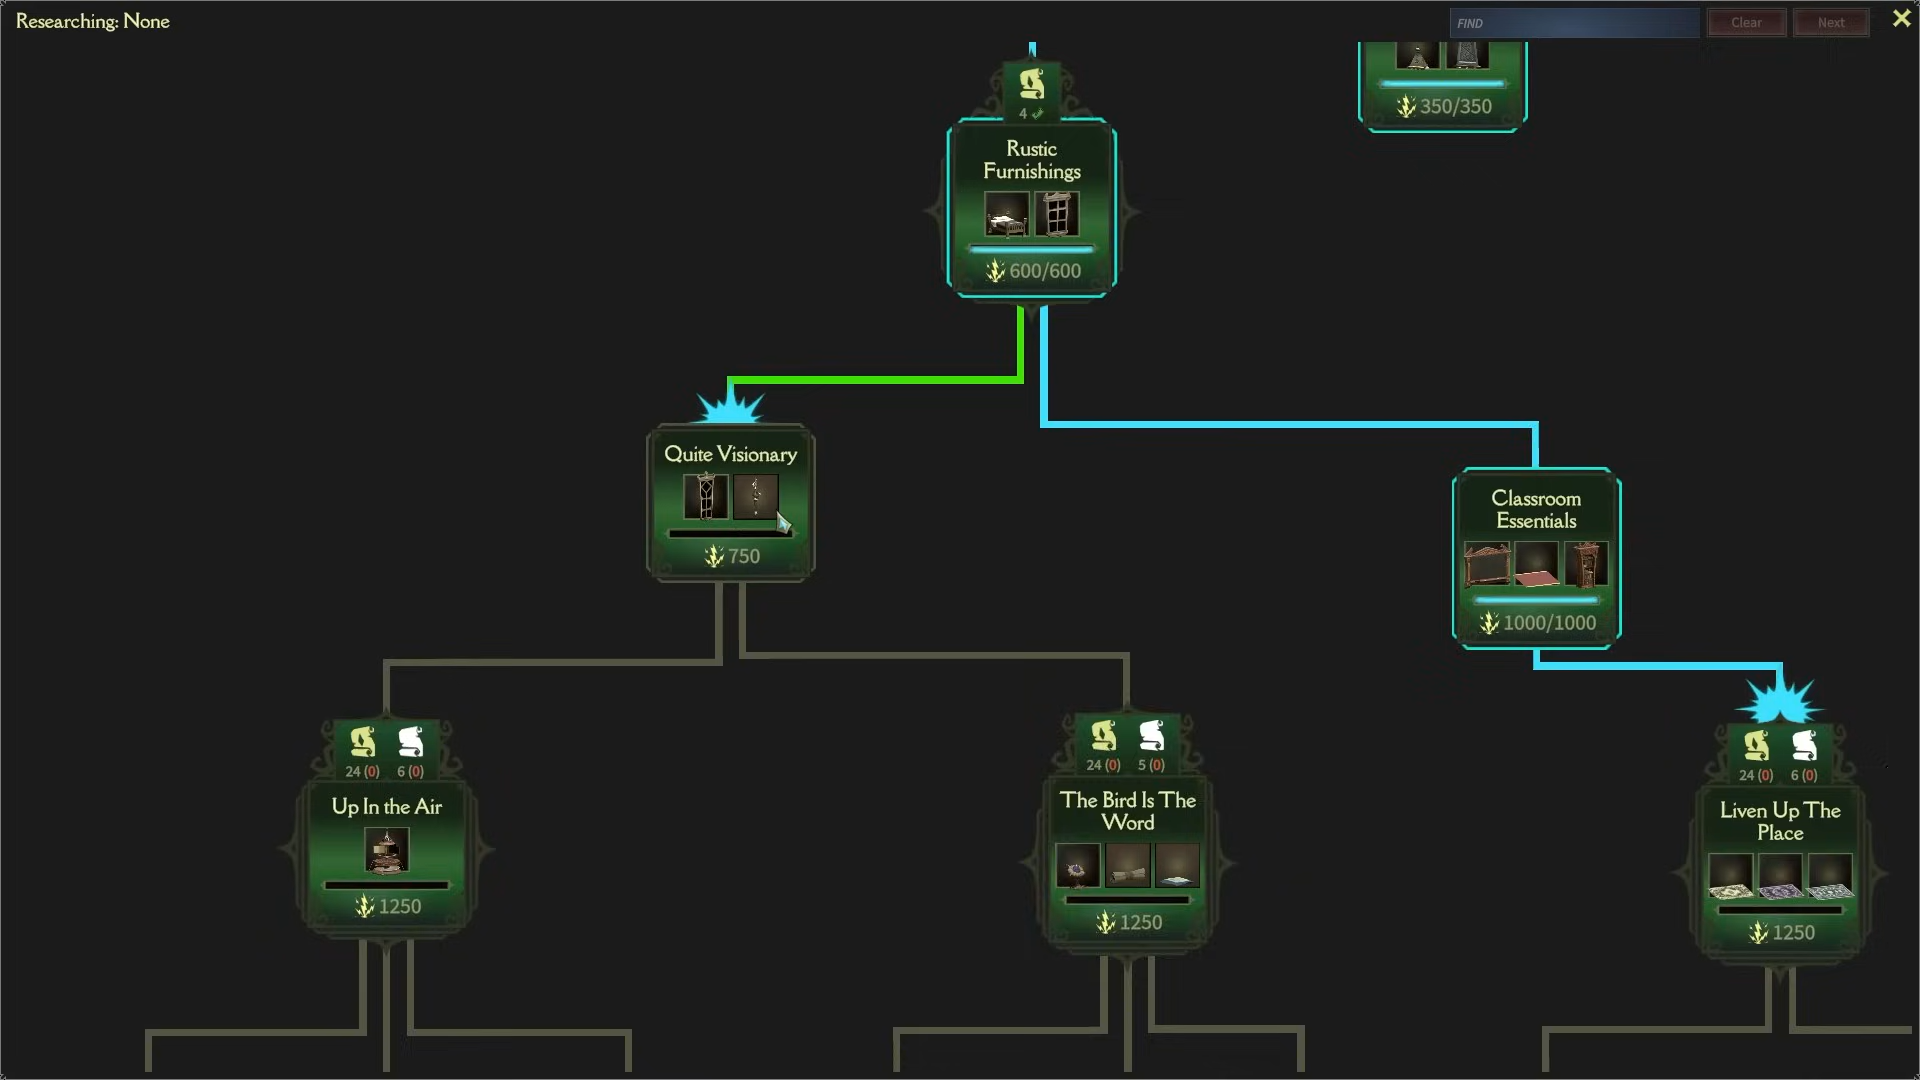 Researching: None
FIND
Clear
Next
350/350
4
Rustic
Furnishings
600/600
Quite Visionary
750
Classroom
Essentials
1000/1000
24 (0) 6 (0)
Up In the Air
1250
24 (0) 5 (0)
The Bird Is The
Word
1250
24 (0) 6 (0)
Liven Up The
Place
1250